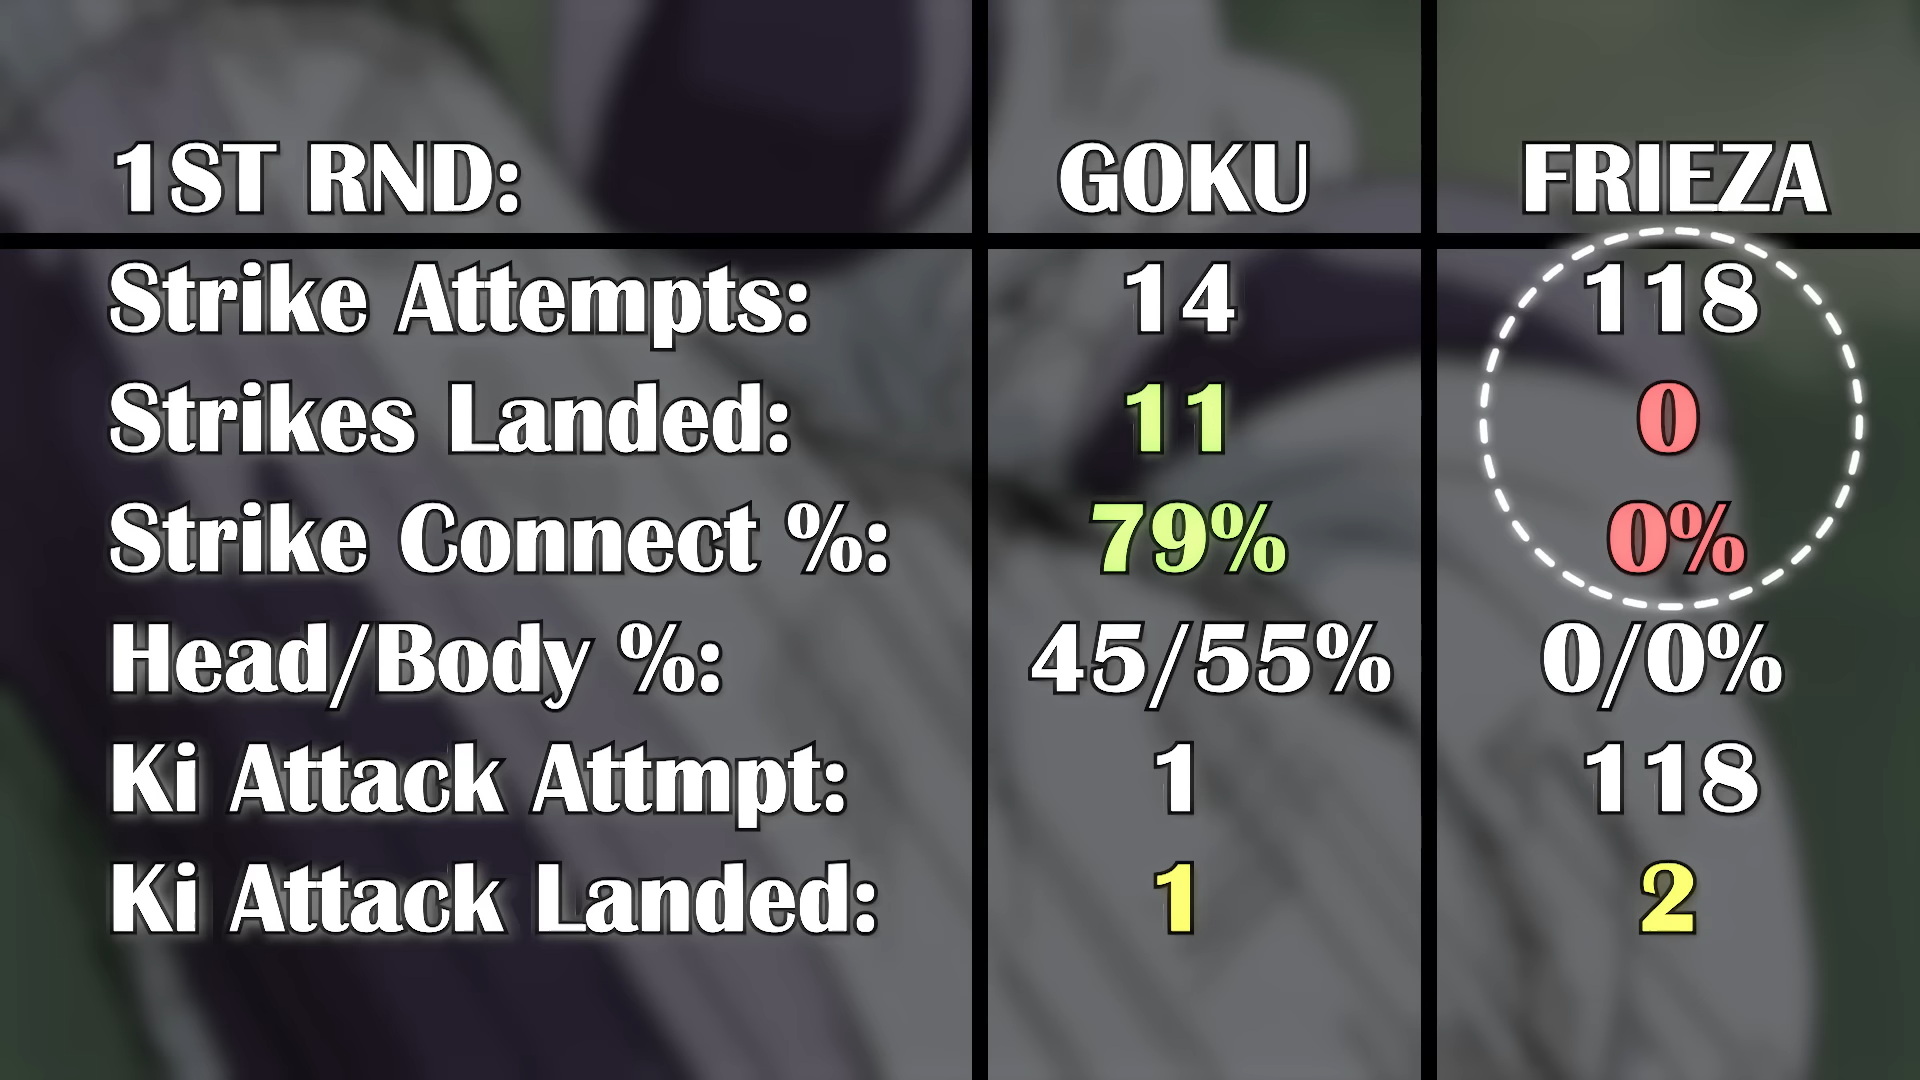 1ST RND: GOKU FRIEZA
Strike Attempts: 14 118
Strikes Landed: 11 0
Strike Connect %: 79% 0%
Head/Body %: 45/55% 0/0%
Ki Attack Attmpt: 1 118
Ki Attack Landed: 1 2